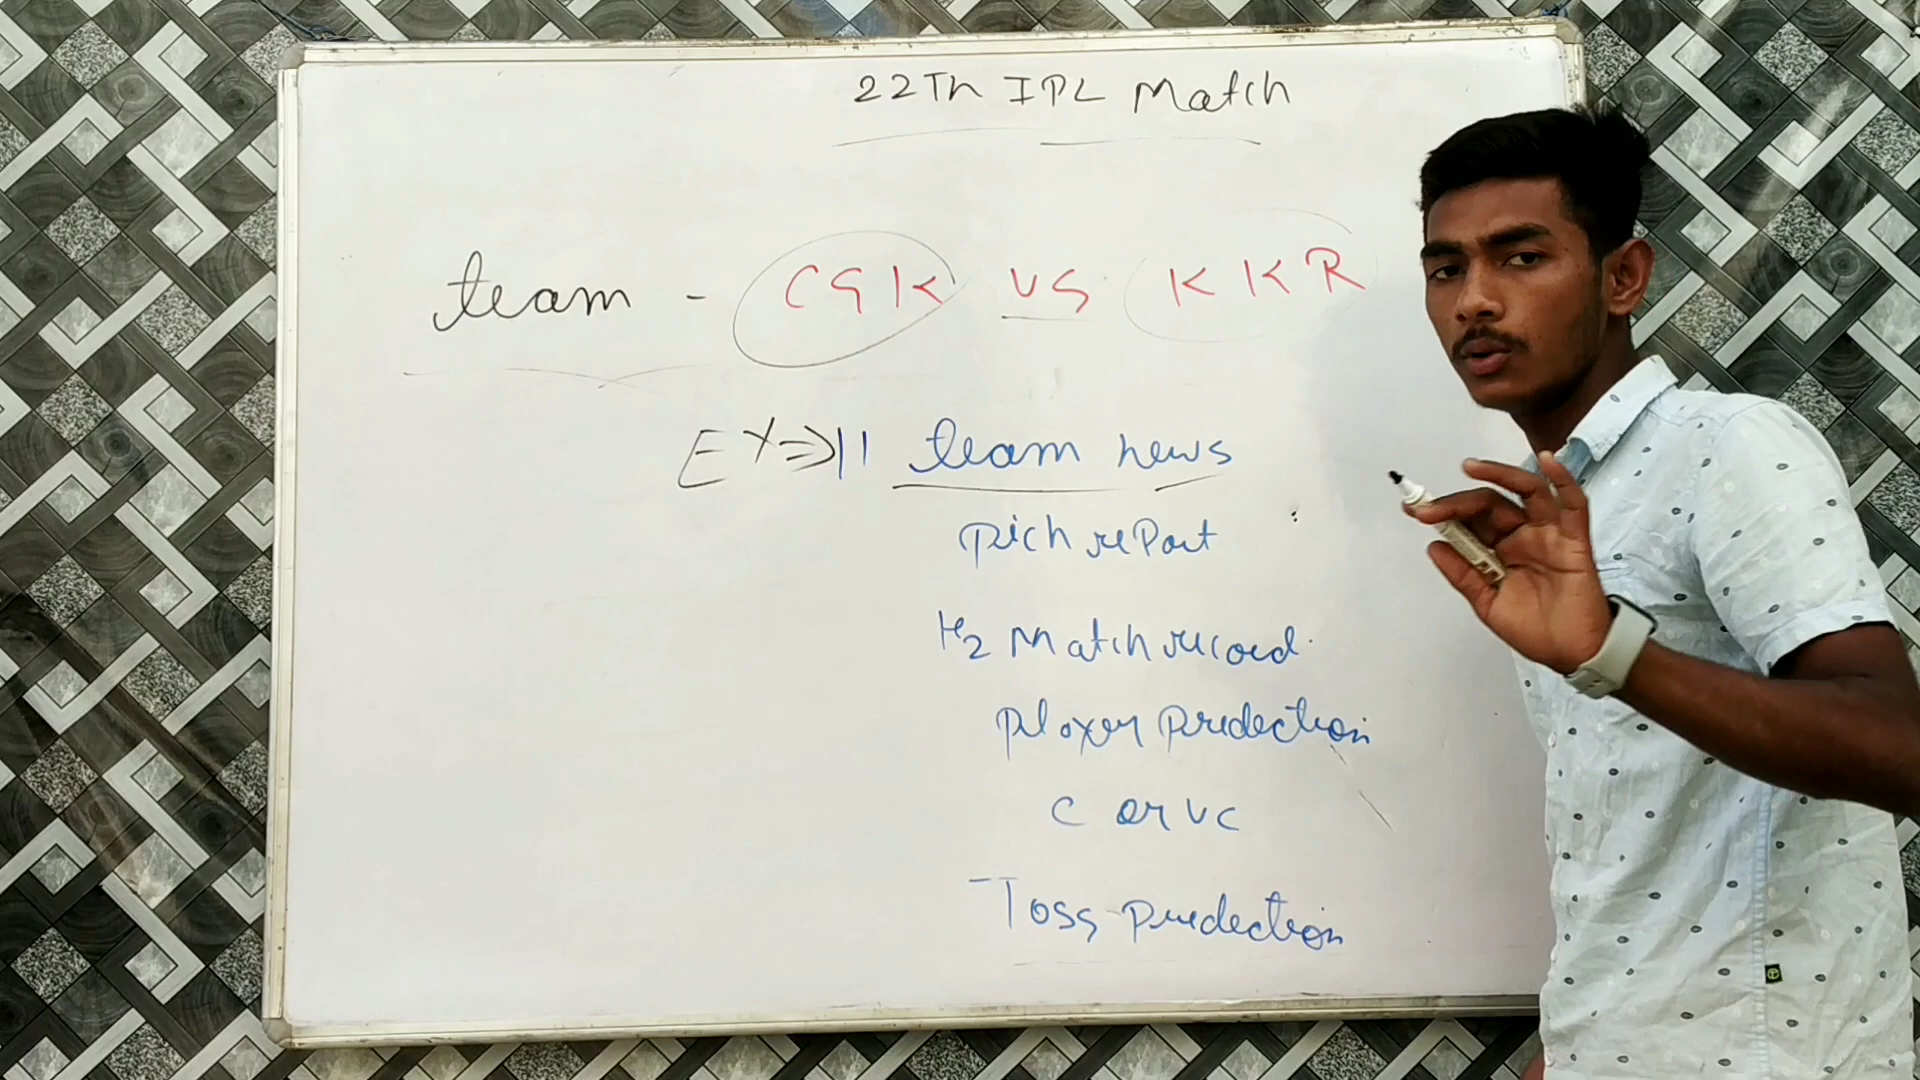 22Th IPL Match
team - CSK VS KKR
EX⇒11 team news
pich report
H2 Match record.
Ployer predection
C or vc
Toss predection